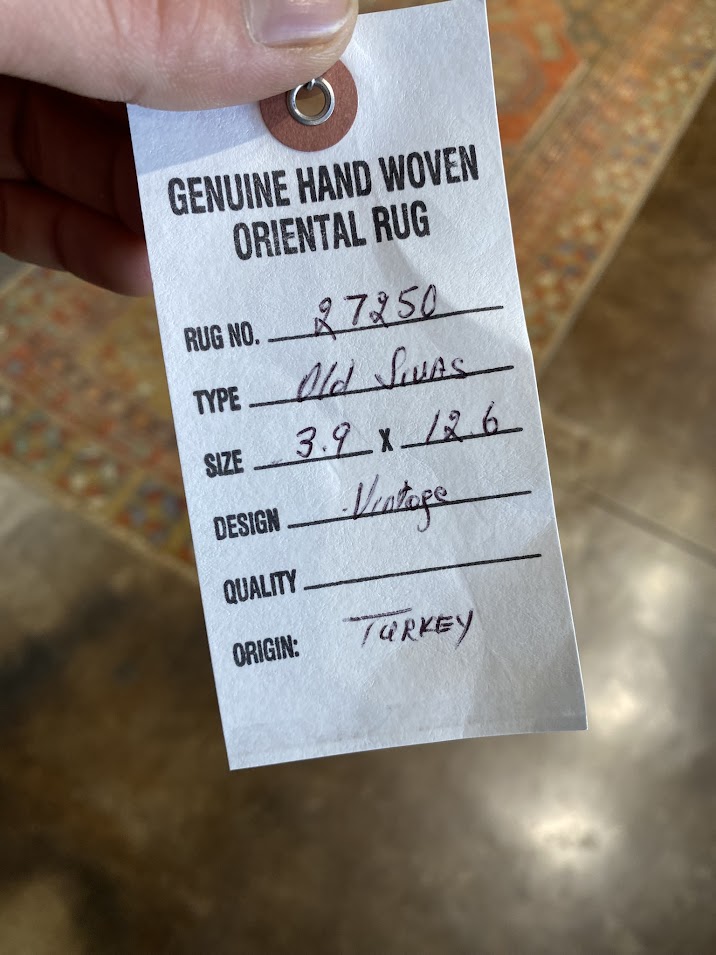 GENUINE HAND WOVEN
ORIENTAL RUG
RUG NO. 27250
TYPE Old Sivas
SIZE 3.9 X 12.6
DESIGN Vintage
QUALITY
ORIGIN: TURKEY